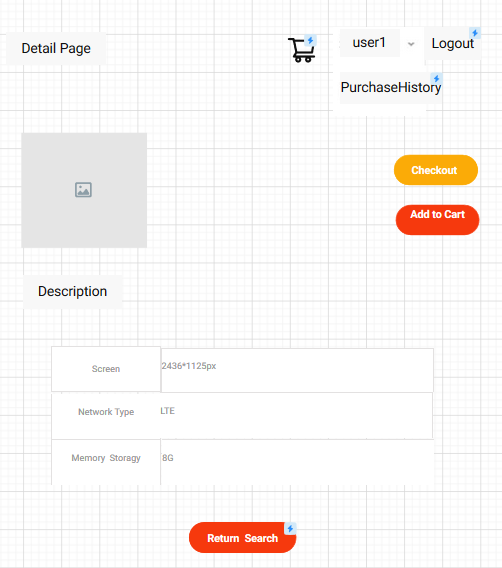 Detail Page
user1
Logout
PurchaseHistory
Checkout
Add to Cart
Description
Screen 2436*1125px
Network Type LTE
Memory Storagy 8G
Return Search